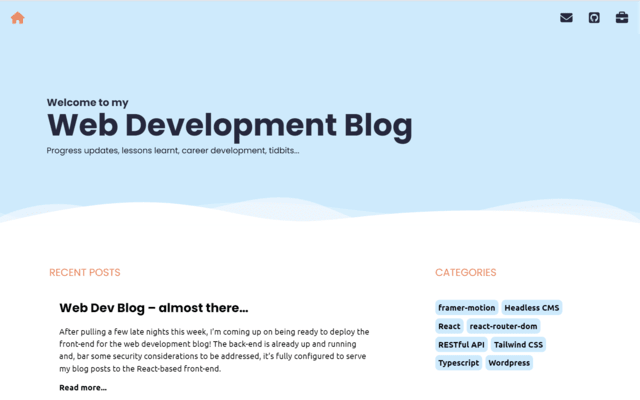 Welcome to my
Web Development Blog
Progress updates, lessons learnt, career development, tidbits...
RECENT POSTS
Web Dev Blog – almost there...
After pulling a few late nights this week, I'm coming up on being ready to deploy the
front-end for the web development blog! The back-end is already up and running
and, bar some security considerations to be addressed, it's fully configured to serve
my blog posts to the React-based front-end.
Read more...
CATEGORIES
framer-motion Headless CMS
React react-router-dom
RESTful API Tailwind CSS
Typescript Wordpress